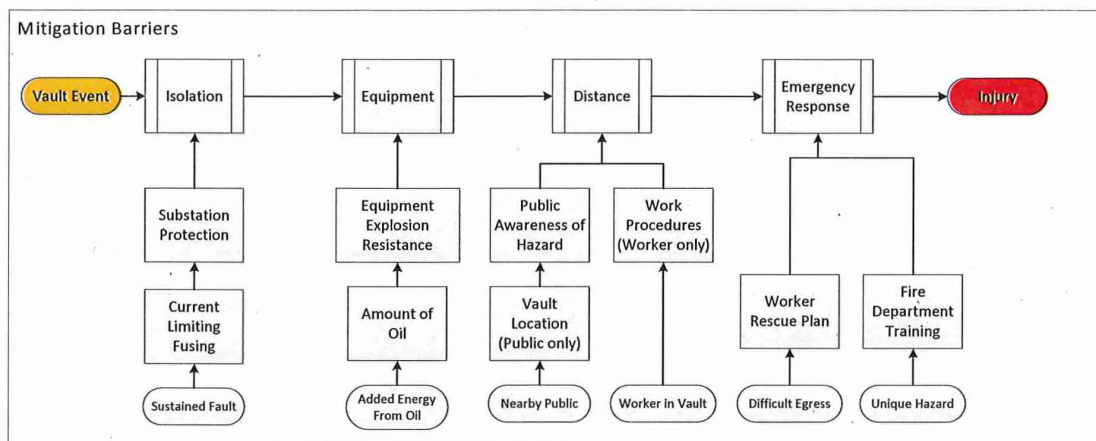 Mitigation Barriers
Vault Event
Isolation
Equipment
Distance
Emergency
Response
Injury
Substation
Protection
Equipment
Explosion
Resistance
Public
Awareness of
Hazard
Work
Procedures
(Worker only)
Current
Limiting
Fusing
Amount of
Oil
Vault
Location
(Public only)
Worker
Rescue Plan
Fire
Department
Training
Sustained Fault
Added Energy
From Oil
Nearby Public
Worker in Vault
Difficult Egress
Unique Hazard